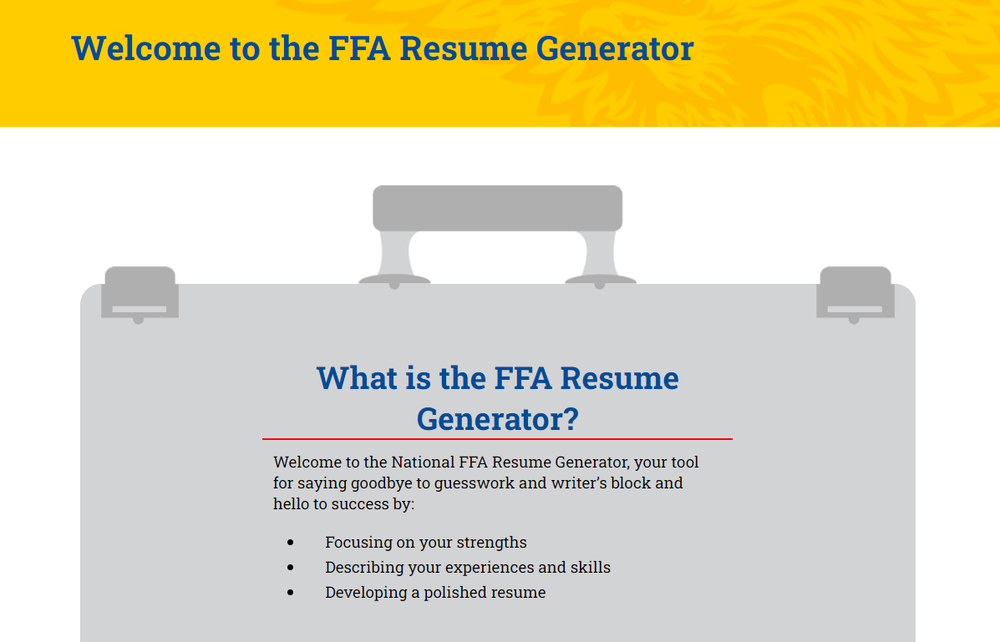 Welcome to the FFA Resume Generator
What is the FFA Resume
Generator?
Welcome to the National FFA Resume Generator, your tool
for saying goodbye to guesswork and writer’s block and
hello to success by:
• Focusing on your strengths
• Describing your experiences and skills
• Developing a polished resume